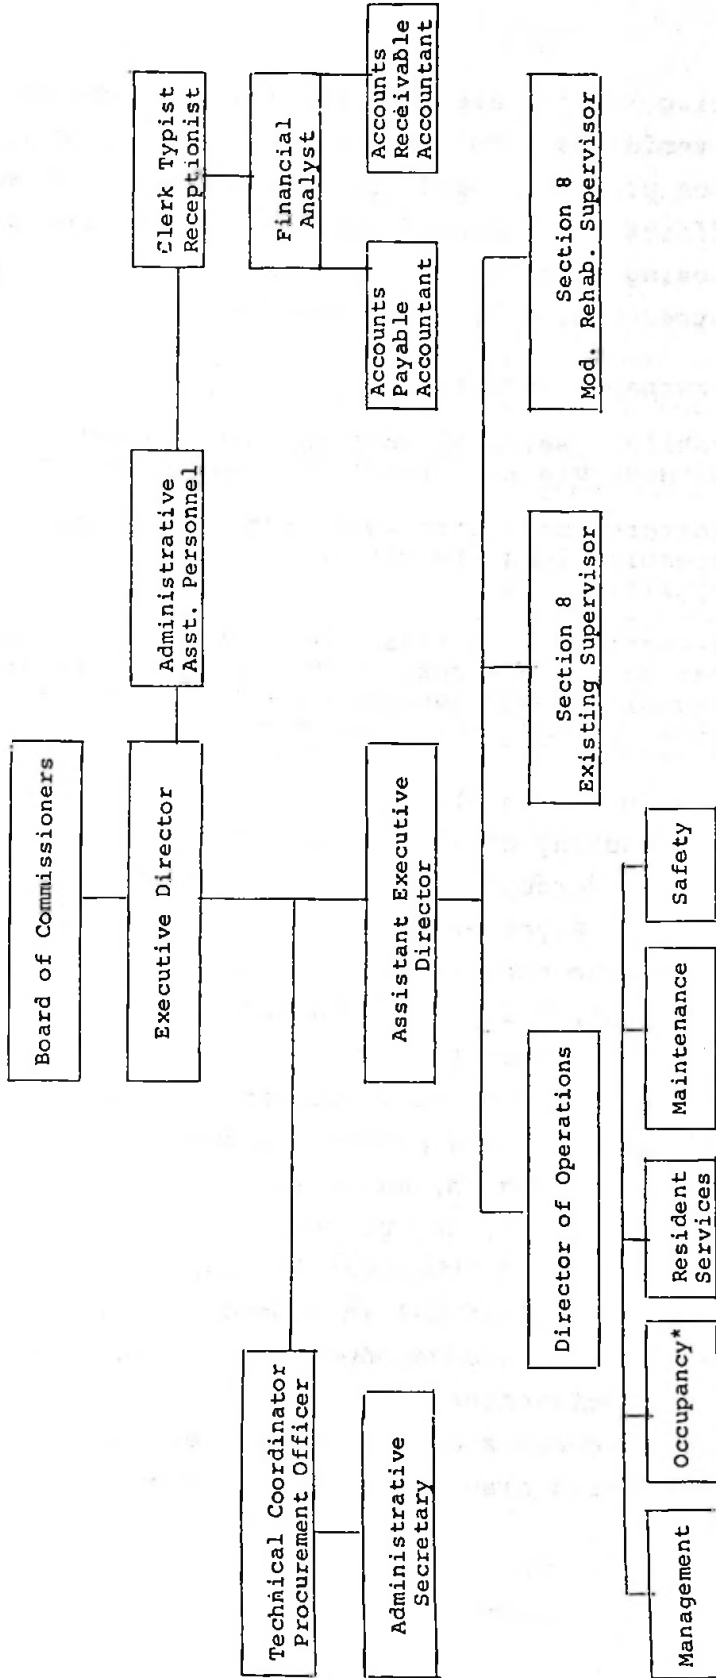 Board of Commissioners
Executive Director
Administrative
Asst. Personnel
Clerk Typist
Receptionist
Technical Coordinator
Procurement Officer
Financial
Analyst
Administrative
Secretary
Assistant Executive
Director
Accounts
Payable
Accountant
Accounts
Receivable
Accountant
Director of Operations
Section 8
Existing Supervisor
Section 8
Mod. Rehab. Supervisor
Management
Occupancy*
Resident
Services
Maintenance
Safety